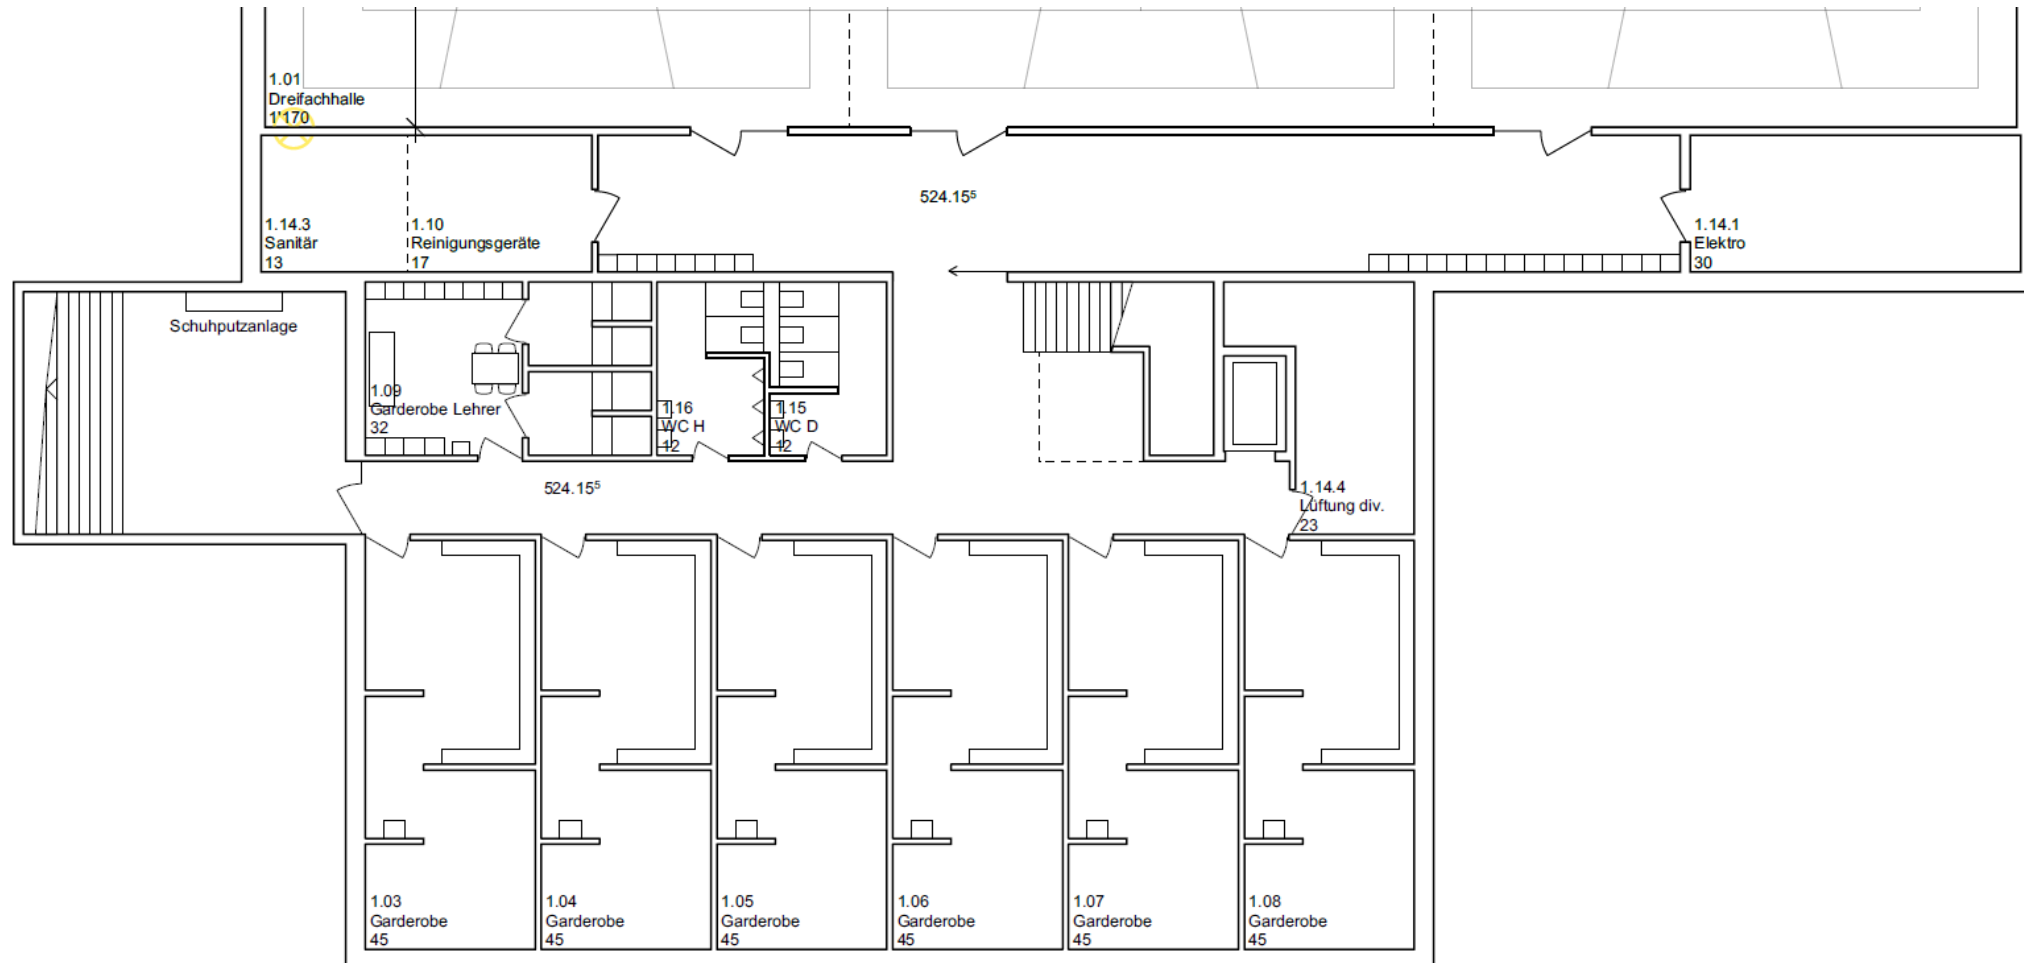 1.01
Dreifachhalle
1'170
524.15⁵
1.14.3
Sanitär
13
1.10
Reinigungsgeräte
17
1.14.1
Elektro
30
Schuhputzanlage
1.09
Garderobe Lehrer
32
1.16
WC H
12
1.15
WC D
12
524.15⁵
1.14.4
Lüftung div.
23
1.03
Garderobe
45
1.04
Garderobe
45
1.05
Garderobe
45
1.06
Garderobe
45
1.07
Garderobe
45
1.08
Garderobe
45